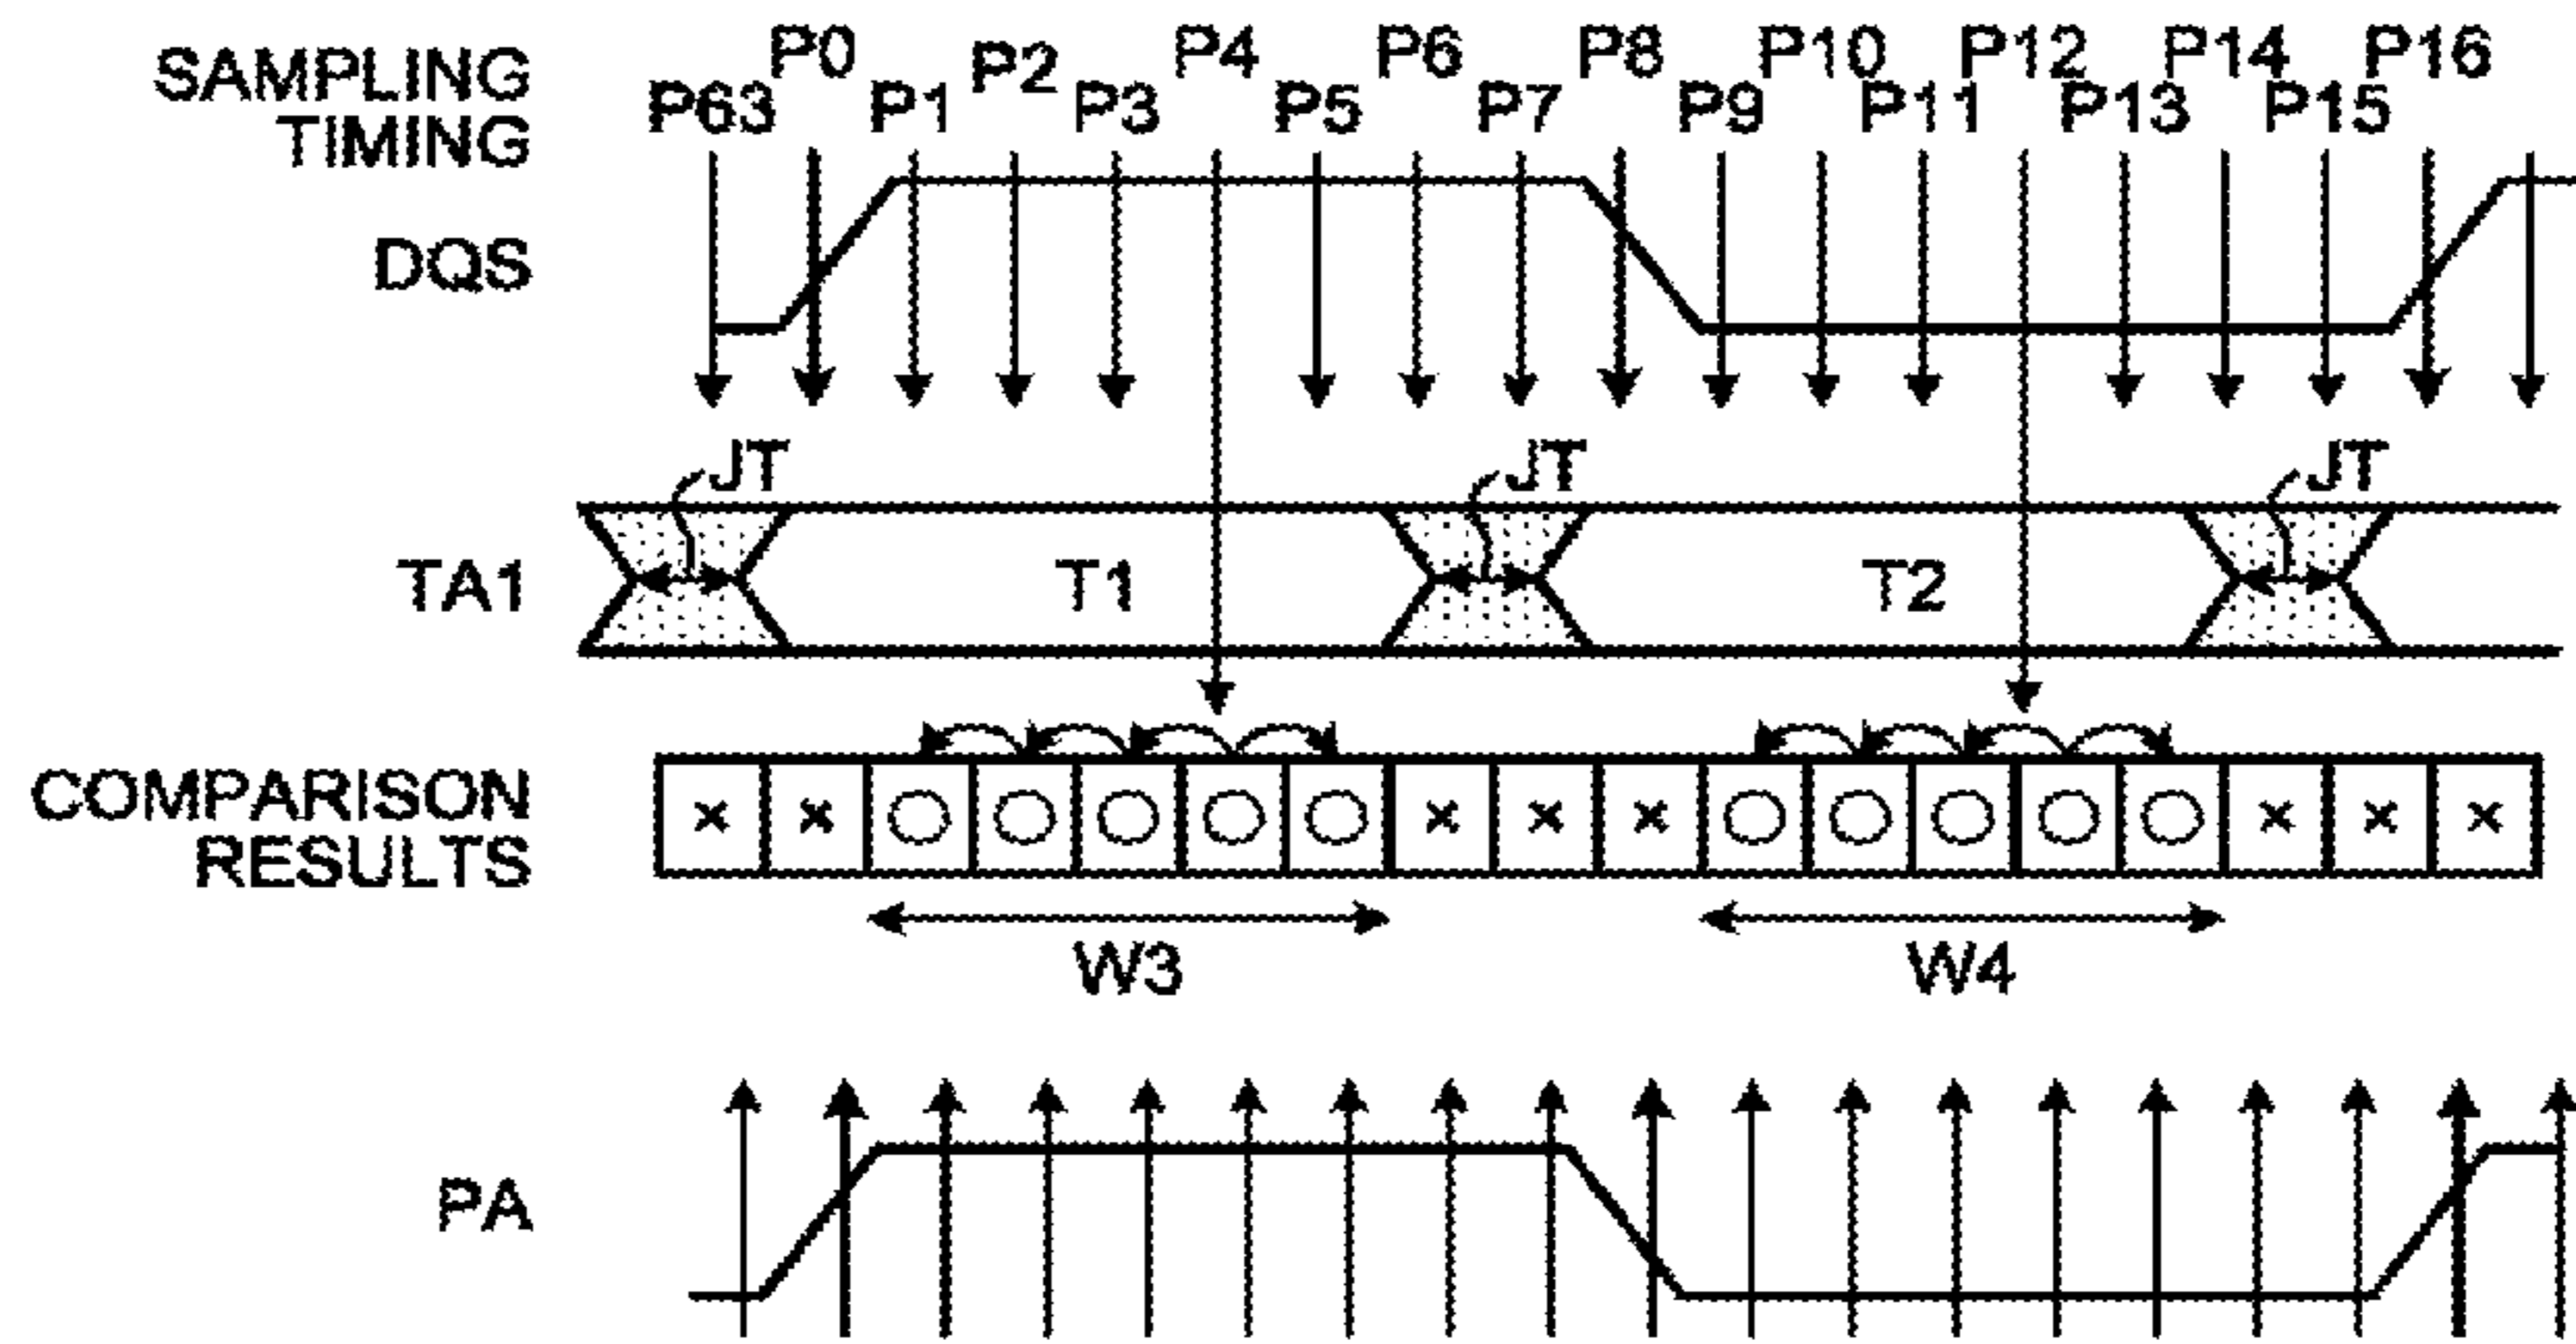 SAMPLING
TIMING
P0 P2 P4 P6 P8 P10 P12 P14 P16
P63 P1 P3 P5 P7 P9 P11 P13 P15
DQS
JT JT JT
TA1 T1 T2
COMPARISON
RESULTS
× × ○ ○ ○ ○ ○ × × × ○ ○ ○ ○ ○ × × ×
W3 W4
PA